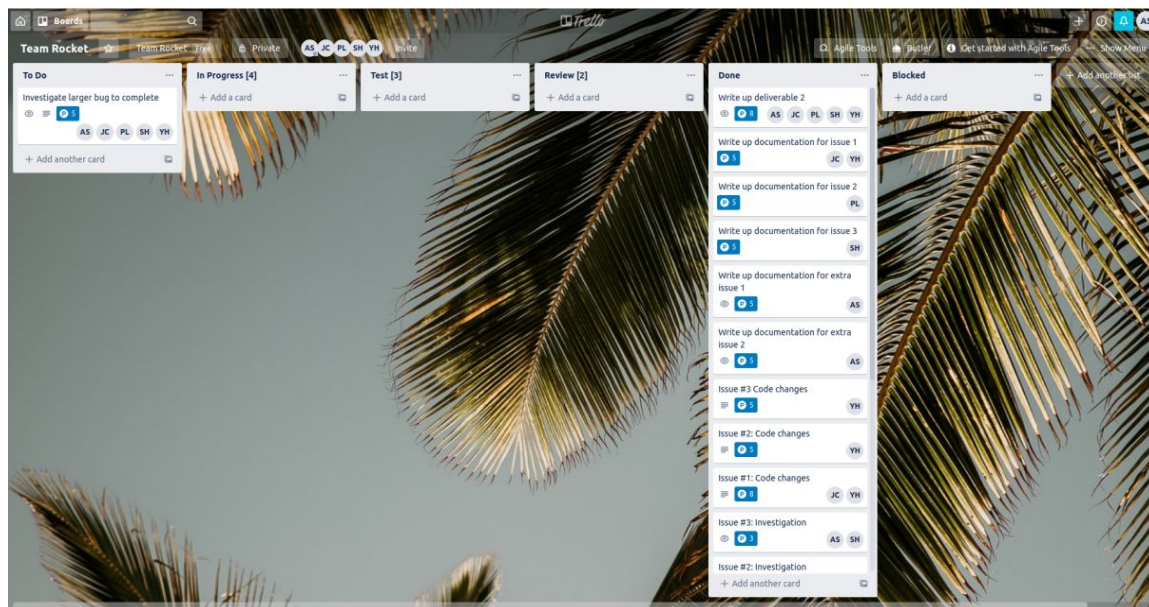 Boards
Trello
AS
Team Rocket
Team Rocket Free
Private
AS JC PL SH YH
Invite
Agile Tools
Butler
Get started with Agile Tools
... Show Menu
To Do ...
Investigate larger bug to complete
P 5
AS JC PL SH YH
+ Add another card
In Progress [4] ...
+ Add a card
Test [3] ...
+ Add a card
Review [2] ...
+ Add a card
Done ...
Write up deliverable 2
P 8 AS JC PL SH YH
Write up documentation for issue 1
P 5 JC YH
Write up documentation for issue 2
P 5 PL
Write up documentation for issue 3
P 5 SH
Write up documentation for extra
issue 1
P 5 AS
Write up documentation for extra
issue 2
P 5 AS
Issue #3 Code changes
P 5 YH
Issue #2: Code changes
P 5 YH
Issue #1: Code changes
P 8 JC YH
Issue #3: Investigation
P 3 AS SH
Issue #2: Investigation
+ Add another card
Blocked ...
+ Add a card
+ Add another list